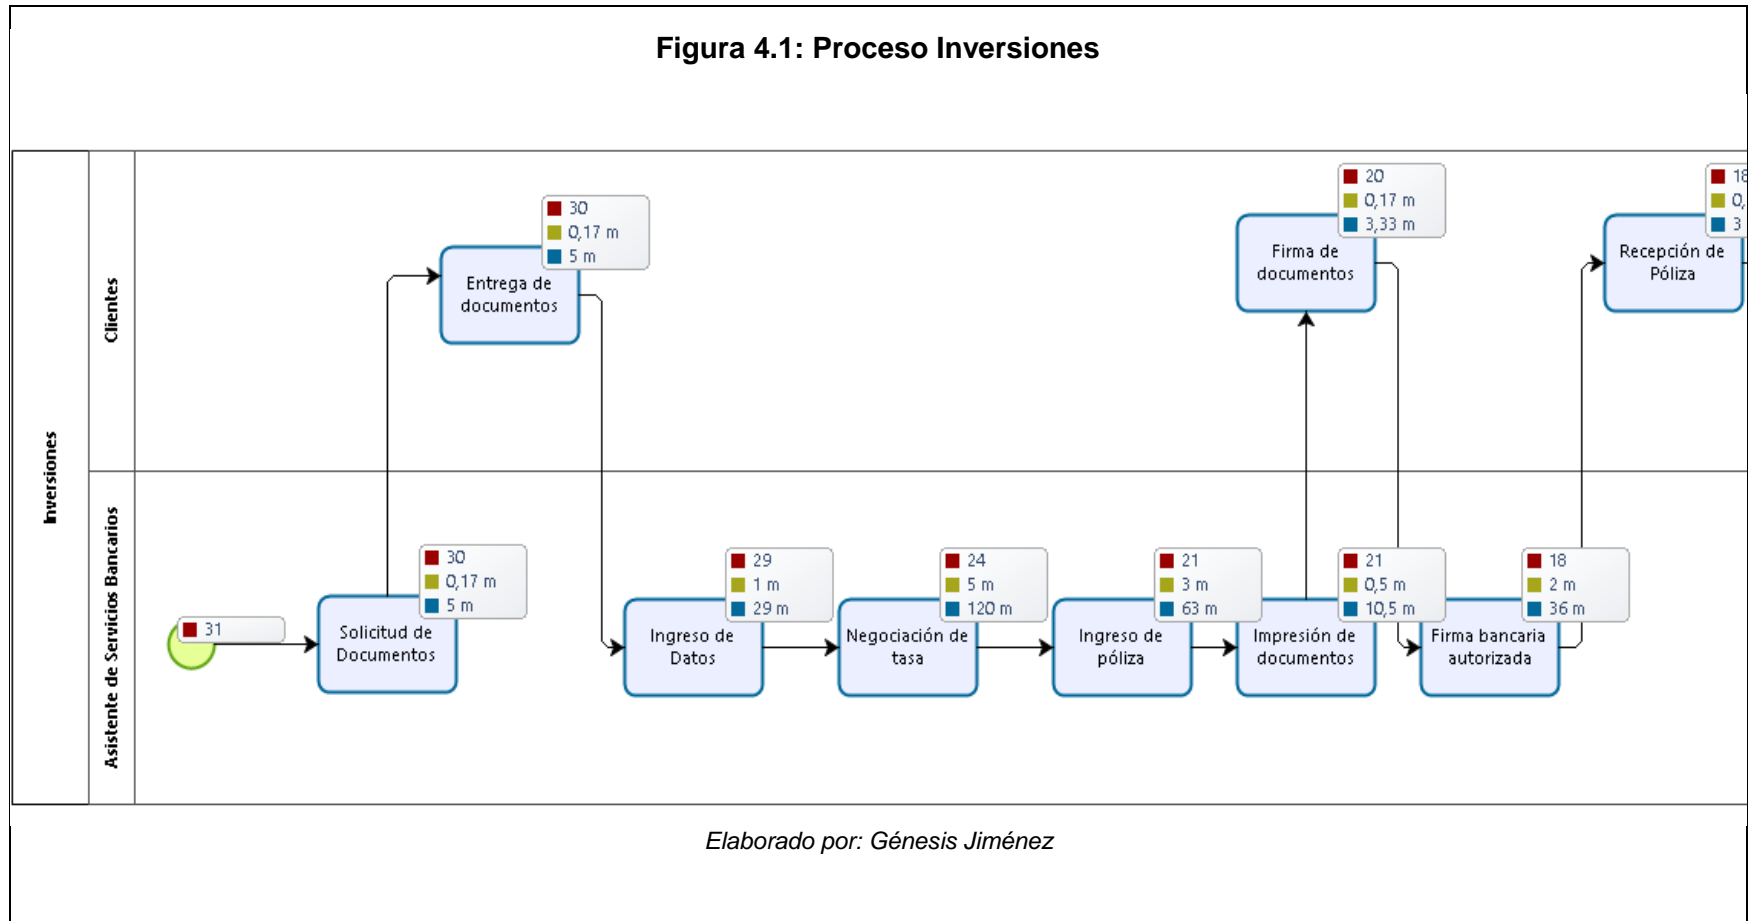 Figura 4.1: Proceso Inversiones
Inversiones
Clientes
30
0,17 m
5 m
Entrega de
documentos
20
0,17 m
3,33 m
Firma de
documentos
18
0,
3
Recepción de
Póliza
Asistente de Servicios Bancarios
31
30
0,17 m
5 m
Solicitud de
Documentos
29
1 m
29 m
Ingreso de
Datos
24
5 m
120 m
Negociación de
tasa
21
3 m
63 m
Ingreso de
póliza
21
0,5 m
10,5 m
Impresión de
documentos
18
2 m
36 m
Firma bancaria
autorizada
Elaborado por: Génesis Jiménez